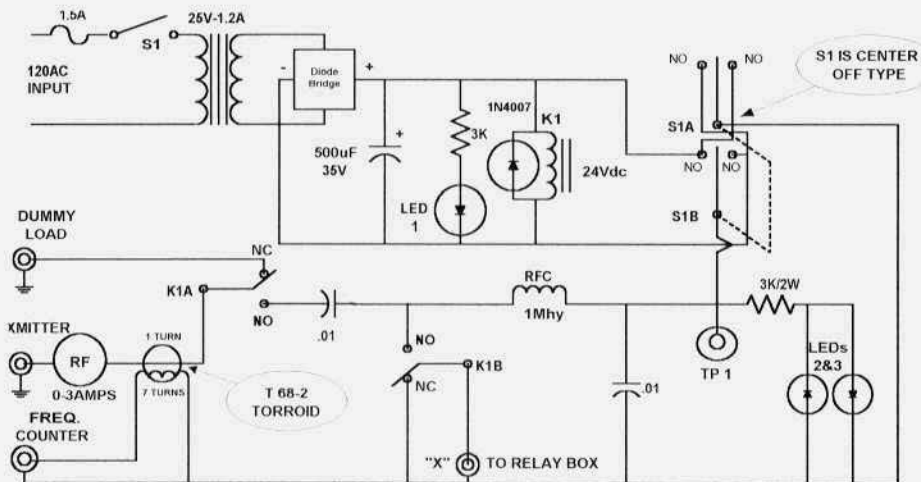 1.5A
S1
120AC
INPUT
25V-1.2A
-
Diode
Bridge
+
+
500uF
35V
3K
LED
1
1N4007
K1
24Vdc
NO
NO
S1A
NO
NO
S1B
S1 IS CENTER
OFF TYPE
DUMMY
LOAD
NC
K1A
NO
.01
RFC
1Mhy
3K/2W
XMITTER
RF
0-3AMPS
1 TURN
7 TURNS
T 68-2
TORROID
NO
NC
K1B
.01
TP 1
LEDs
2&3
FREQ.
COUNTER
"X"
TO RELAY BOX